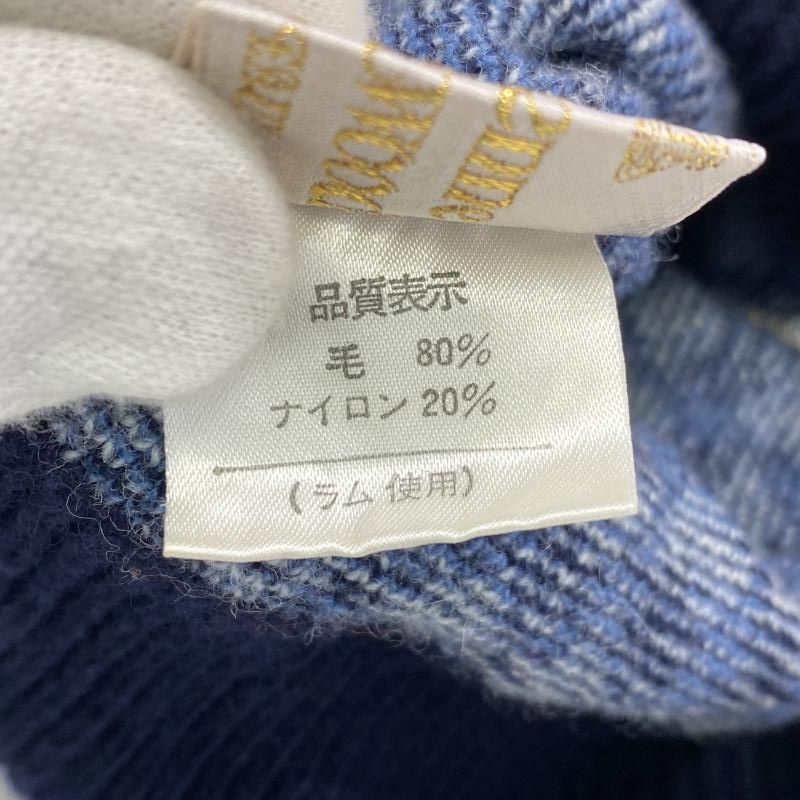 品質表示
毛 80%
ナイロン 20%
(ラム 使用)